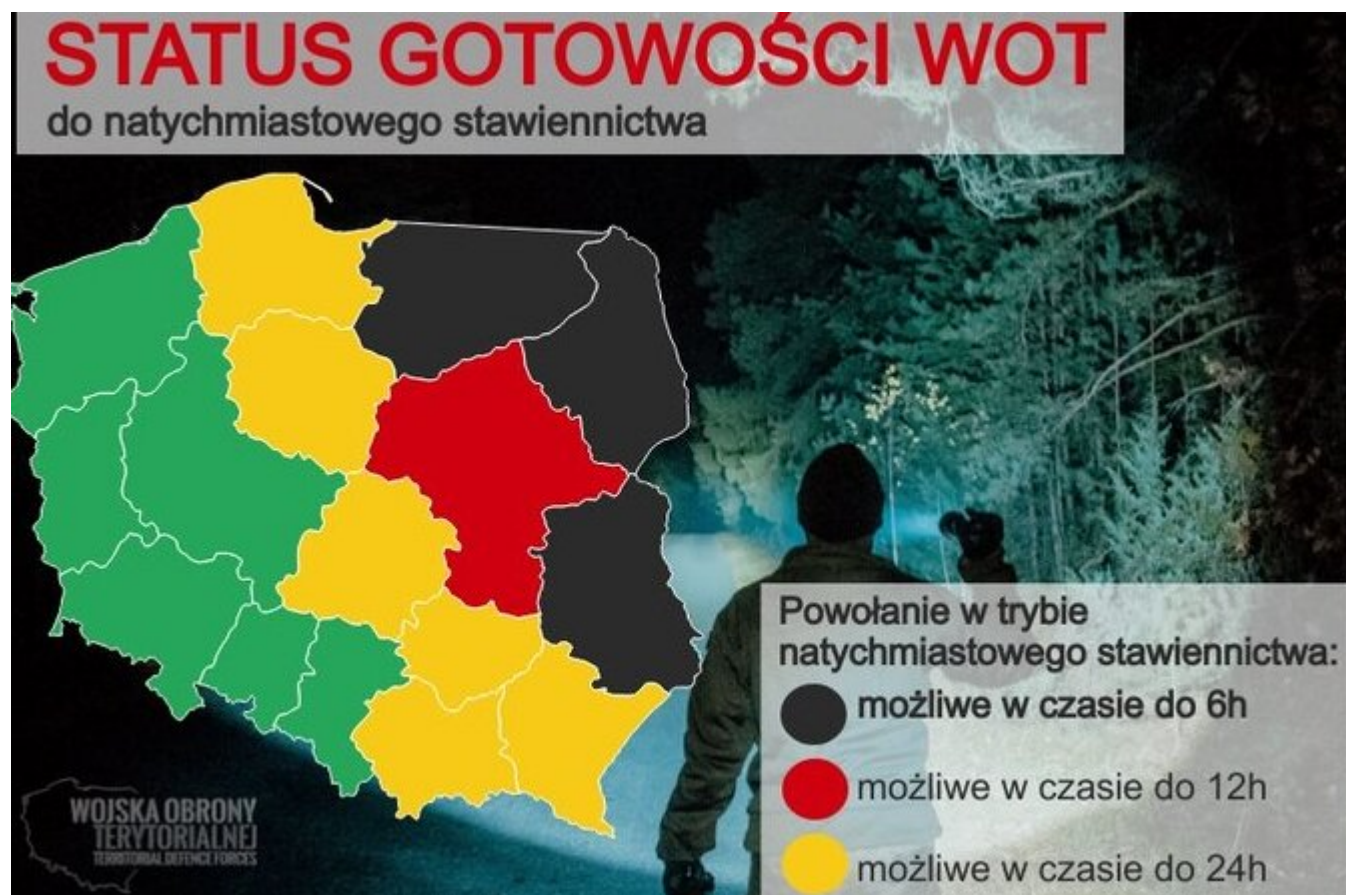 STATUS GOTOWOŚCI WOT
do natychmiastowego stawiennictwa
Powołanie w trybie
natychmiastowego stawiennictwa:
możliwe w czasie do 6h
możliwe w czasie do 12h
możliwe w czasie do 24h
WOJSKA OBRONY
TERYTORIALNEJ
TERRITORIAL DEFENCE FORCES